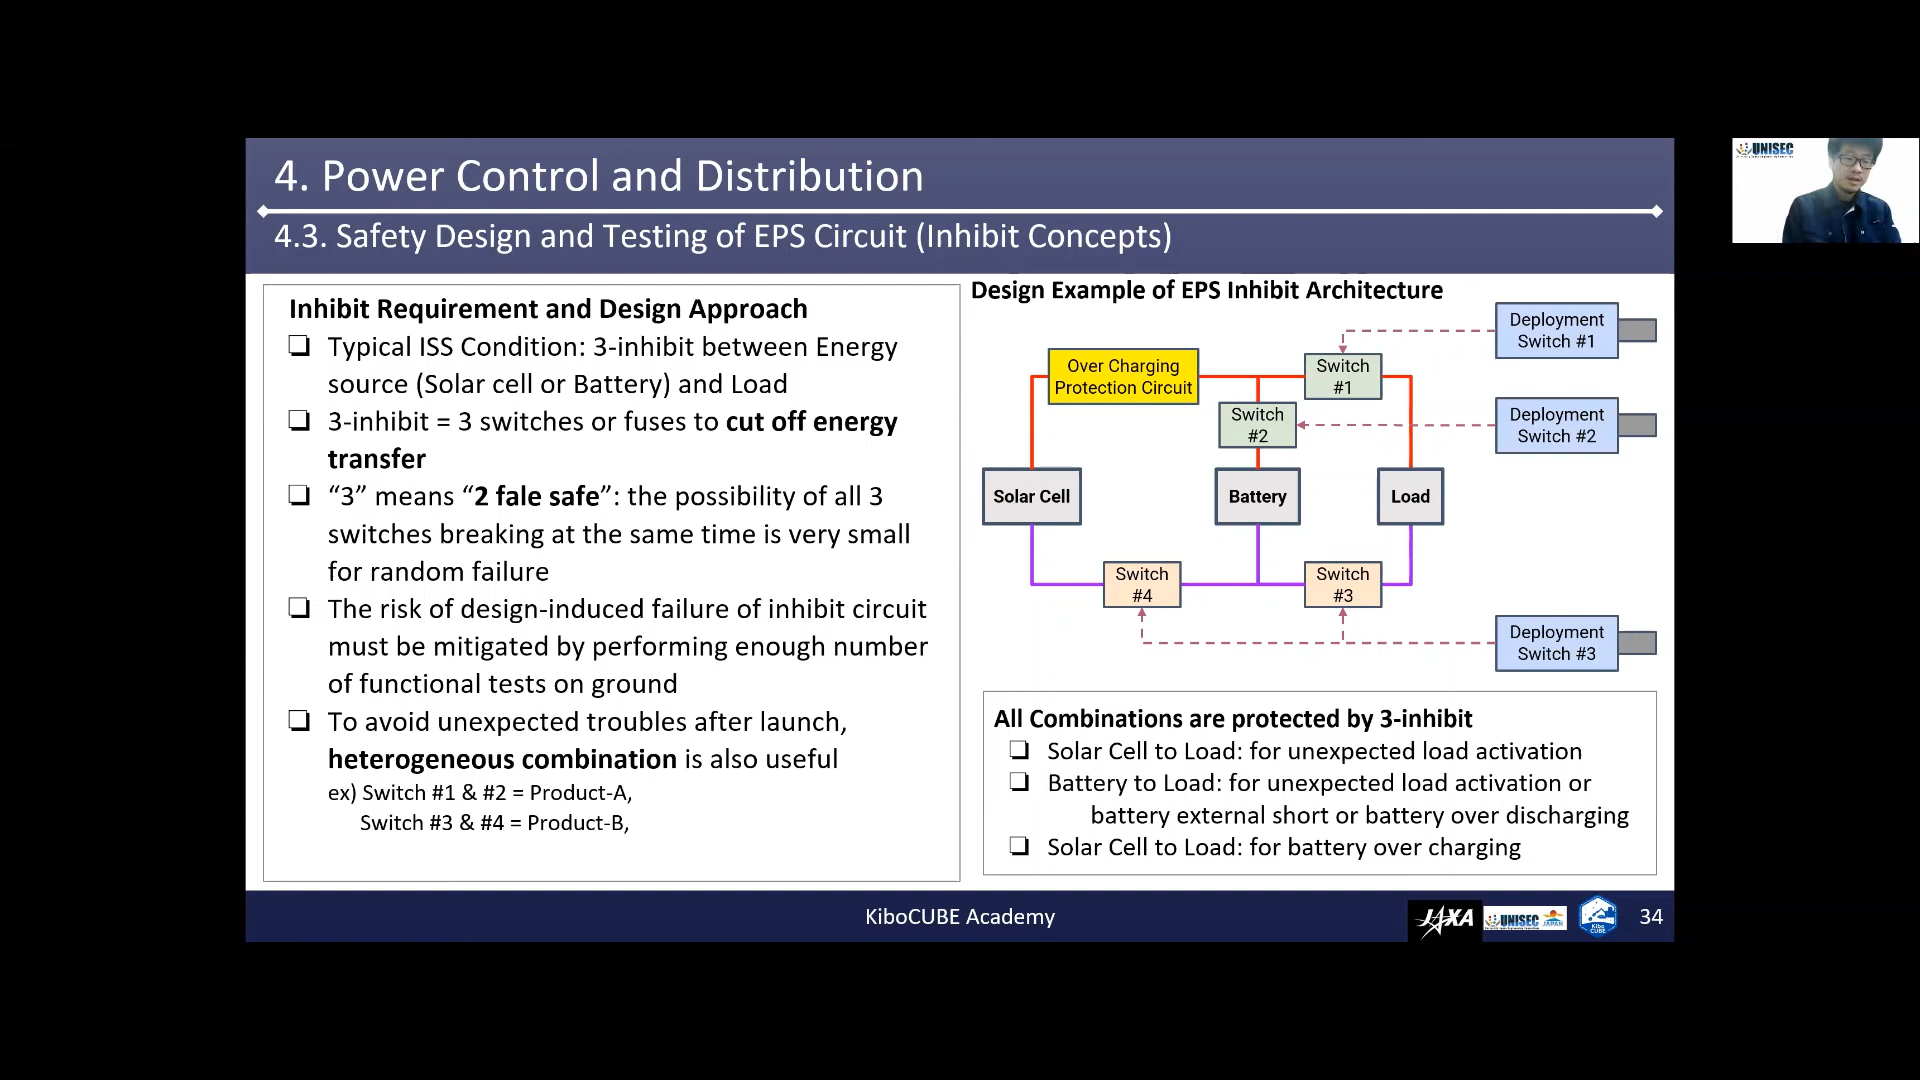 4. Power Control and Distribution
4.3. Safety Design and Testing of EPS Circuit (Inhibit Concepts)
Inhibit Requirement and Design Approach
❏ Typical ISS Condition: 3-inhibit between Energy
source (Solar cell or Battery) and Load
❏ 3-inhibit = 3 switches or fuses to cut off energy
transfer
❏ “3” means “2 fale safe”: the possibility of all 3
switches breaking at the same time is very small
for random failure
❏ The risk of design-induced failure of inhibit circuit
must be mitigated by performing enough number
of functional tests on ground
❏ To avoid unexpected troubles after launch,
heterogeneous combination is also useful
ex) Switch #1 & #2 = Product-A,
Switch #3 & #4 = Product-B,
Design Example of EPS Inhibit Architecture
Deployment
Switch #1
Over Charging
Protection Circuit
Switch
#1
Switch
#2
Deployment
Switch #2
Solar Cell
Battery
Load
Switch
#4
Switch
#3
Deployment
Switch #3
All Combinations are protected by 3-inhibit
❏ Solar Cell to Load: for unexpected load activation
❏ Battery to Load: for unexpected load activation or
battery external short or battery over discharging
❏ Solar Cell to Load: for battery over charging
KiboCUBE Academy
JAXA
UNISEC
JAPAN
Kibo
CUBE
34
UNISEC